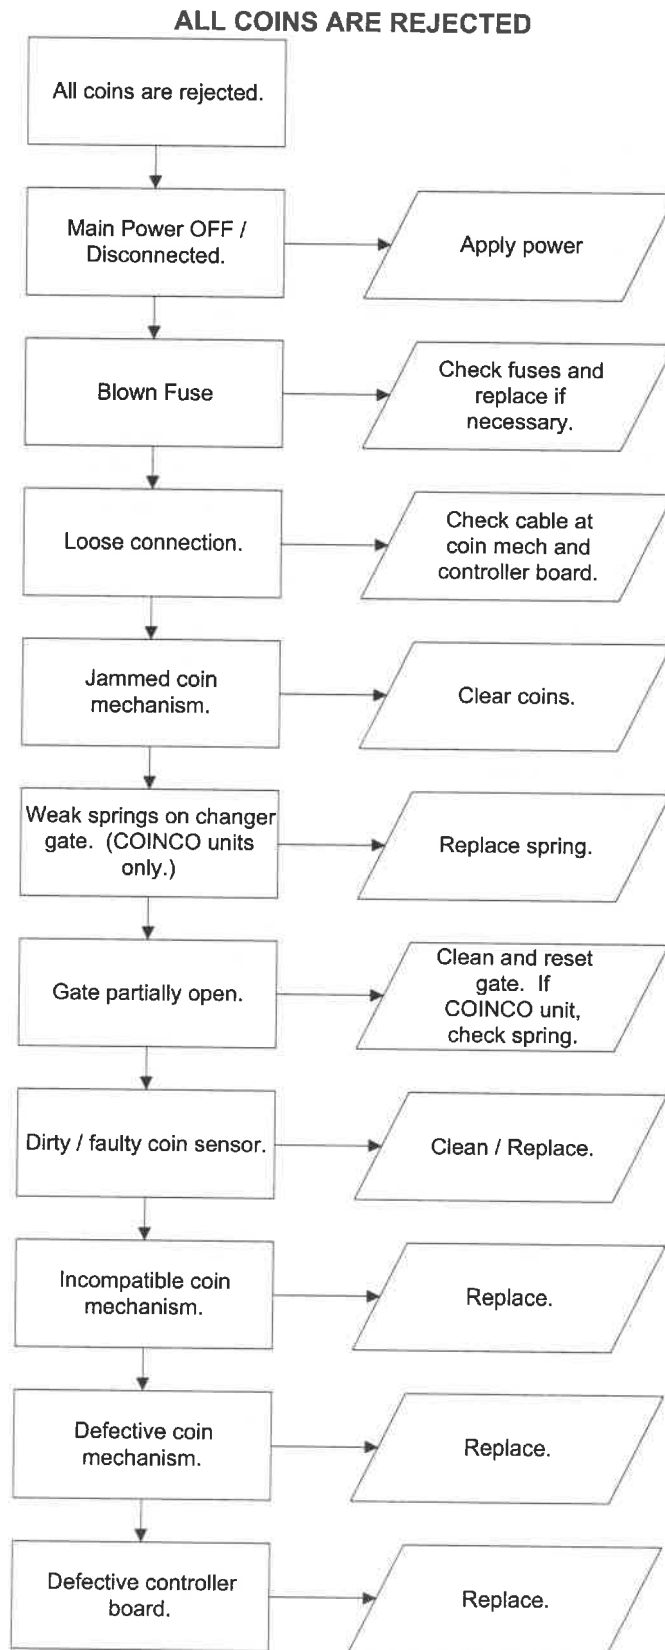 ALL COINS ARE REJECTED
All coins are rejected.
Main Power OFF /
Disconnected.
Apply power
Blown Fuse
Check fuses and
replace if
necessary.
Loose connection.
Check cable at
coin mech and
controller board.
Jammed coin
mechanism.
Clear coins.
Weak springs on changer
gate.  (COINCO units
only.)
Replace spring.
Gate partially open.
Clean and reset
gate.  If
COINCO unit,
check spring.
Dirty / faulty coin sensor.
Clean / Replace.
Incompatible coin
mechanism.
Replace.
Defective coin
mechanism.
Replace.
Defective controller
board.
Replace.